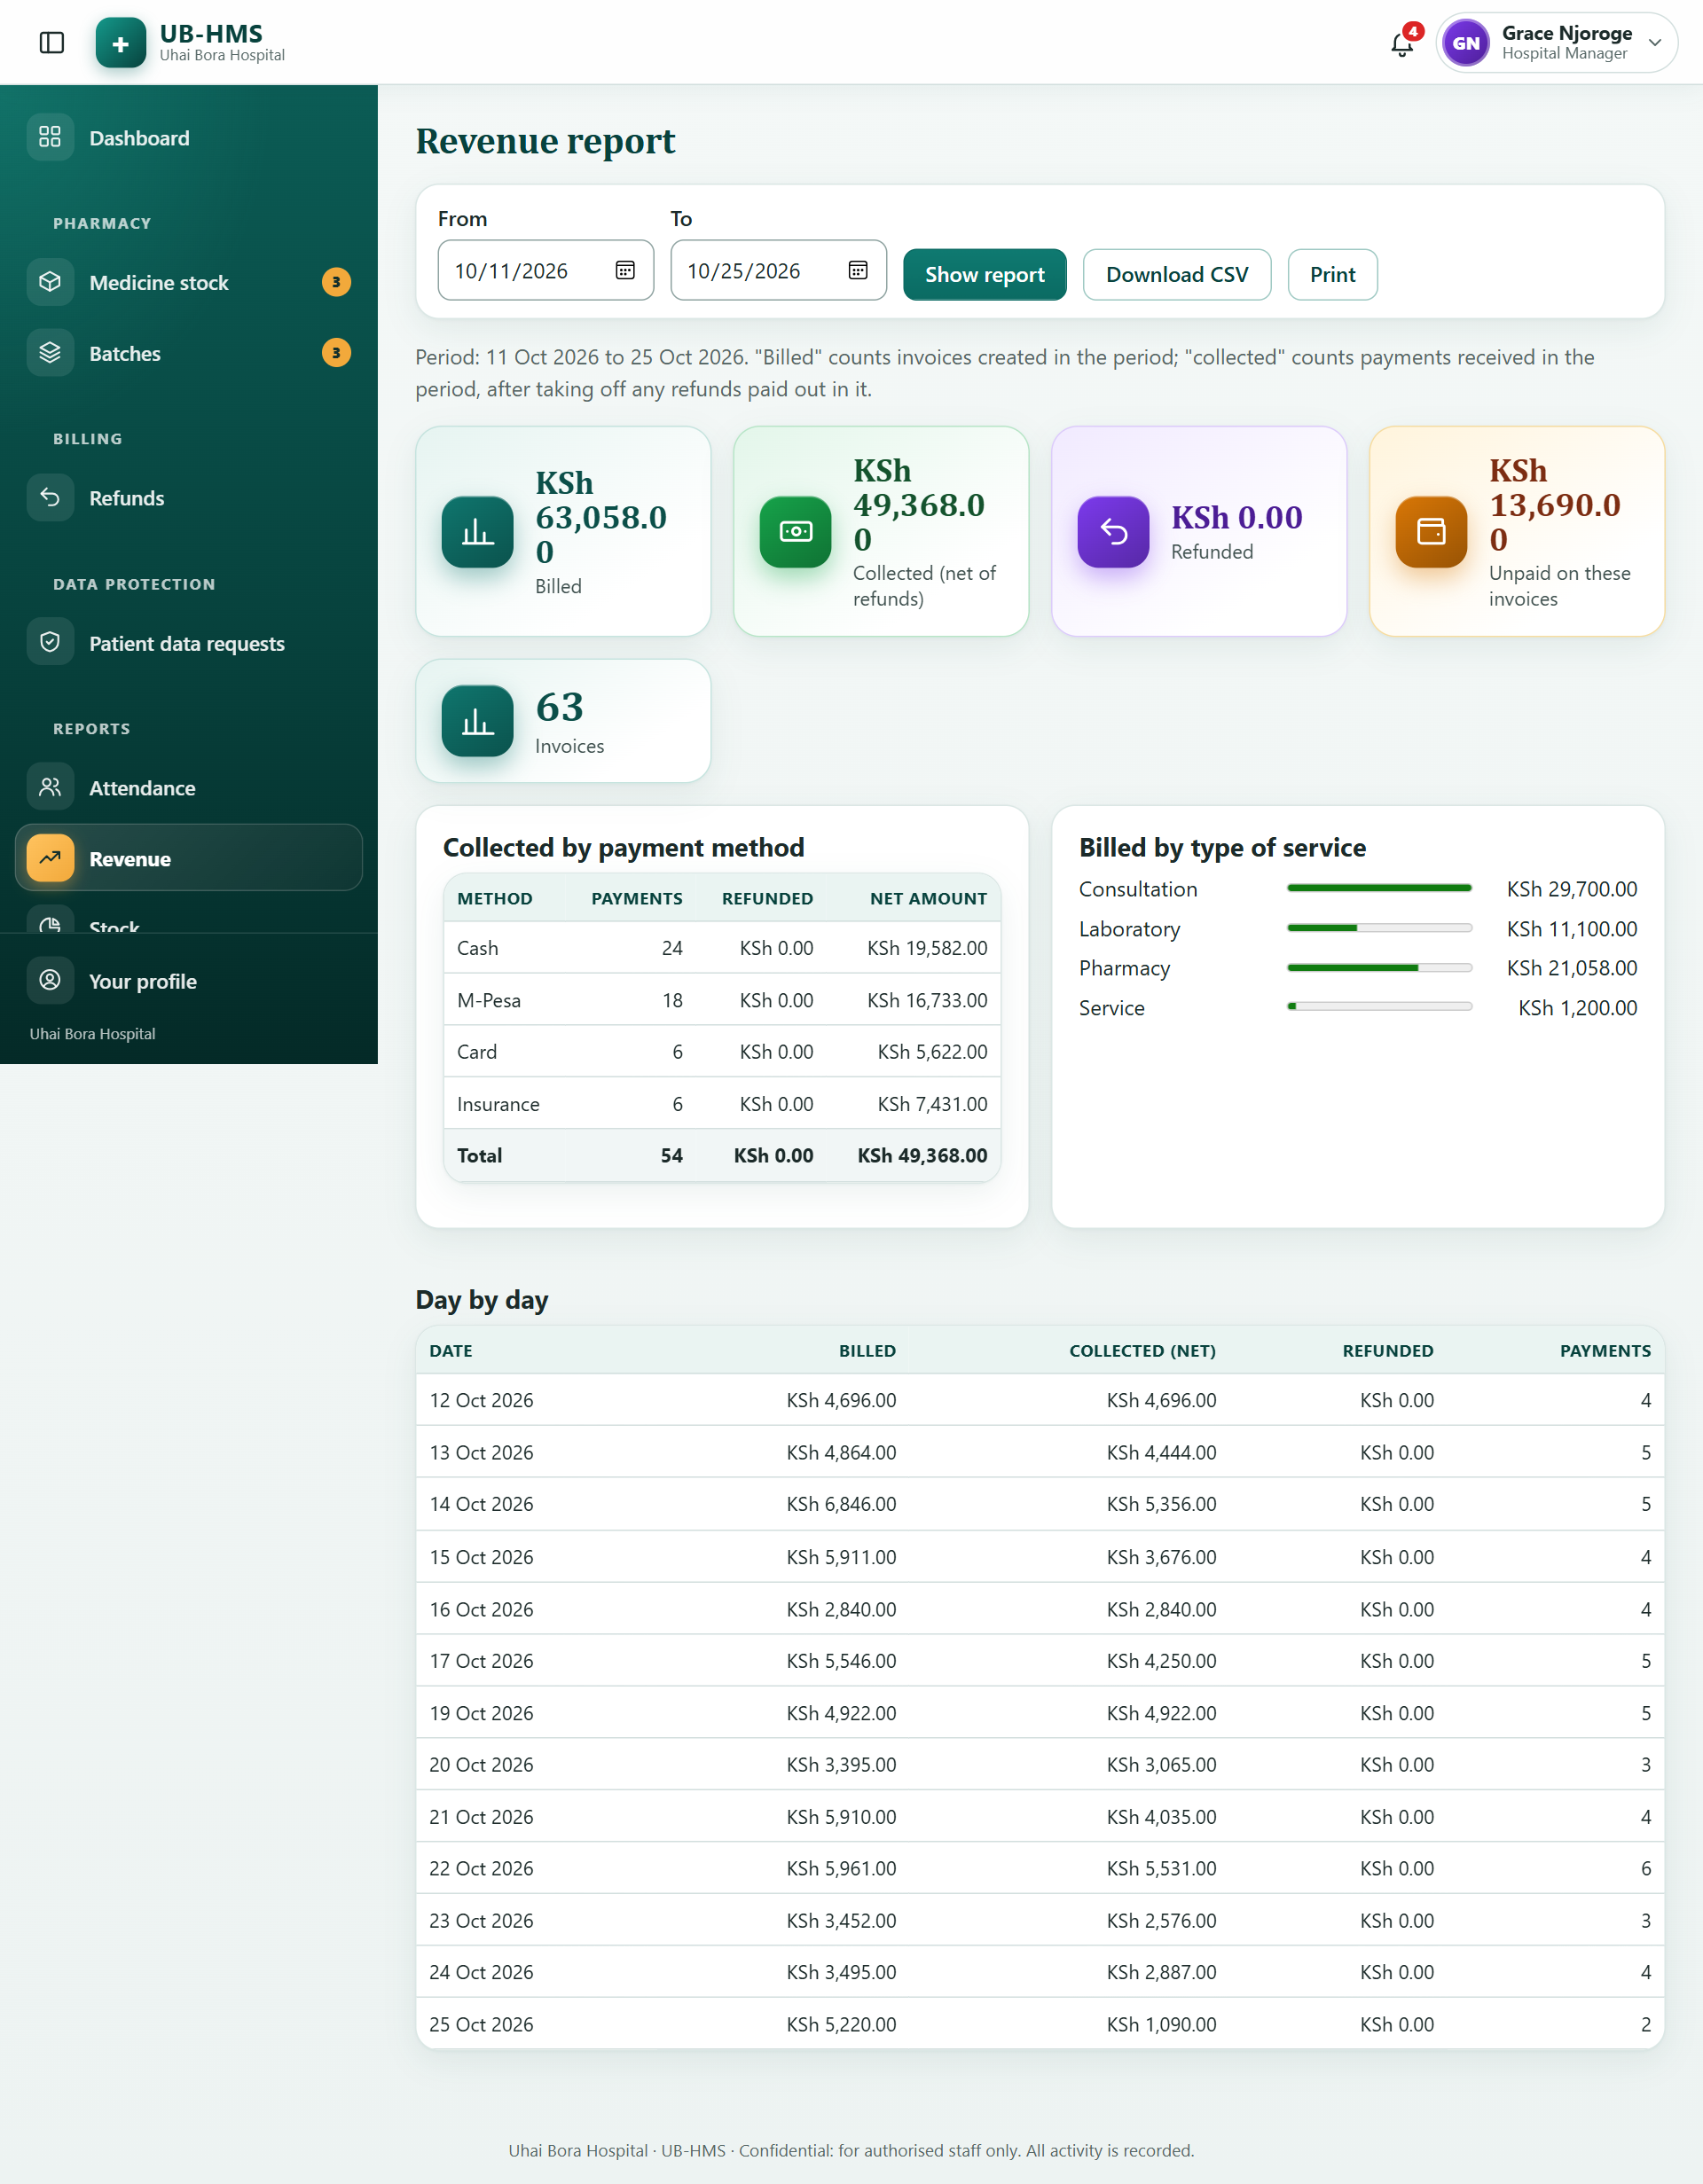 UB-HMS
Uhai Bora Hospital
4
GN
Grace Njoroge
Hospital Manager
Dashboard
PHARMACY
Medicine stock 3
Batches 3
BILLING
Refunds
DATA PROTECTION
Patient data requests
REPORTS
Attendance
Revenue
Stock
Your profile
Uhai Bora Hospital
Revenue report
From To
10/11/2026 10/25/2026 Show report Download CSV Print
Period: 11 Oct 2026 to 25 Oct 2026. "Billed" counts invoices created in the period; "collected" counts payments received in the
period, after taking off any refunds paid out in it.
KSh
63,058.0
0
Billed
KSh
49,368.0
0
Collected (net of
refunds)
KSh 0.00
Refunded
KSh
13,690.0
0
Unpaid on these
invoices
63
Invoices
Collected by payment method
METHOD PAYMENTS REFUNDED NET AMOUNT
Cash 24 KSh 0.00 KSh 19,582.00
M-Pesa 18 KSh 0.00 KSh 16,733.00
Card 6 KSh 0.00 KSh 5,622.00
Insurance 6 KSh 0.00 KSh 7,431.00
Total 54 KSh 0.00 KSh 49,368.00
Billed by type of service
Consultation KSh 29,700.00
Laboratory KSh 11,100.00
Pharmacy KSh 21,058.00
Service KSh 1,200.00
Day by day
DATE BILLED COLLECTED (NET) REFUNDED PAYMENTS
12 Oct 2026 KSh 4,696.00 KSh 4,696.00 KSh 0.00 4
13 Oct 2026 KSh 4,864.00 KSh 4,444.00 KSh 0.00 5
14 Oct 2026 KSh 6,846.00 KSh 5,356.00 KSh 0.00 5
15 Oct 2026 KSh 5,911.00 KSh 3,676.00 KSh 0.00 4
16 Oct 2026 KSh 2,840.00 KSh 2,840.00 KSh 0.00 4
17 Oct 2026 KSh 5,546.00 KSh 4,250.00 KSh 0.00 5
19 Oct 2026 KSh 4,922.00 KSh 4,922.00 KSh 0.00 5
20 Oct 2026 KSh 3,395.00 KSh 3,065.00 KSh 0.00 3
21 Oct 2026 KSh 5,910.00 KSh 4,035.00 KSh 0.00 4
22 Oct 2026 KSh 5,961.00 KSh 5,531.00 KSh 0.00 6
23 Oct 2026 KSh 3,452.00 KSh 2,576.00 KSh 0.00 3
24 Oct 2026 KSh 3,495.00 KSh 2,887.00 KSh 0.00 4
25 Oct 2026 KSh 5,220.00 KSh 1,090.00 KSh 0.00 2
Uhai Bora Hospital · UB-HMS · Confidential: for authorised staff only. All activity is recorded.